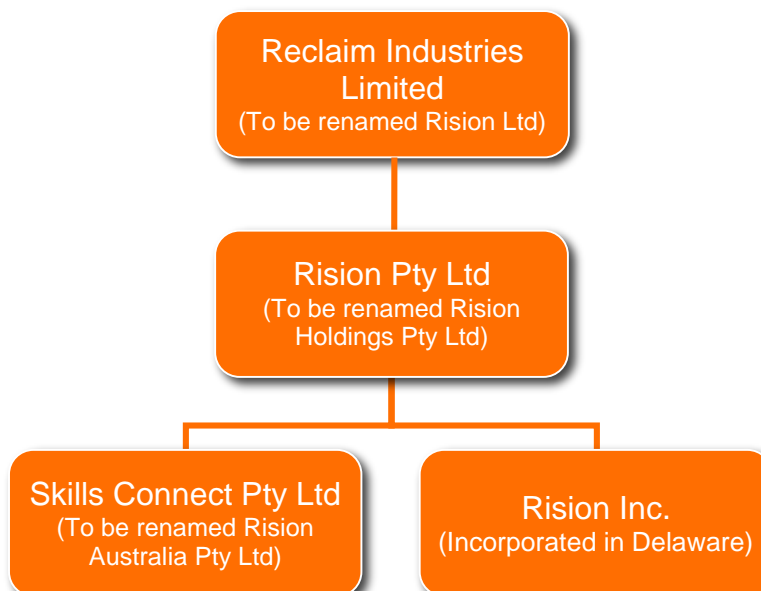 Reclaim Industries
Limited
(To be renamed Rision Ltd)
Rision Pty Ltd
(To be renamed Rision
Holdings Pty Ltd)
Skills Connect Pty Ltd
(To be renamed Rision
Australia Pty Ltd)
Rision Inc.
(Incorporated in Delaware)